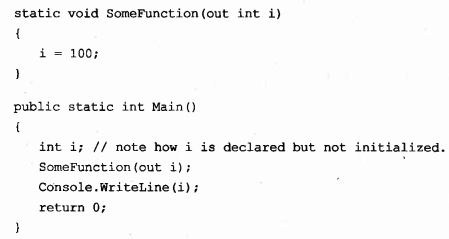 static void SomeFunction(out int i)
{
i = 100;
}
public static int Main()
{
int i; // note how i is declared but not initialized.
SomeFunction(out i);
Console.WriteLine(i);
return 0;
}